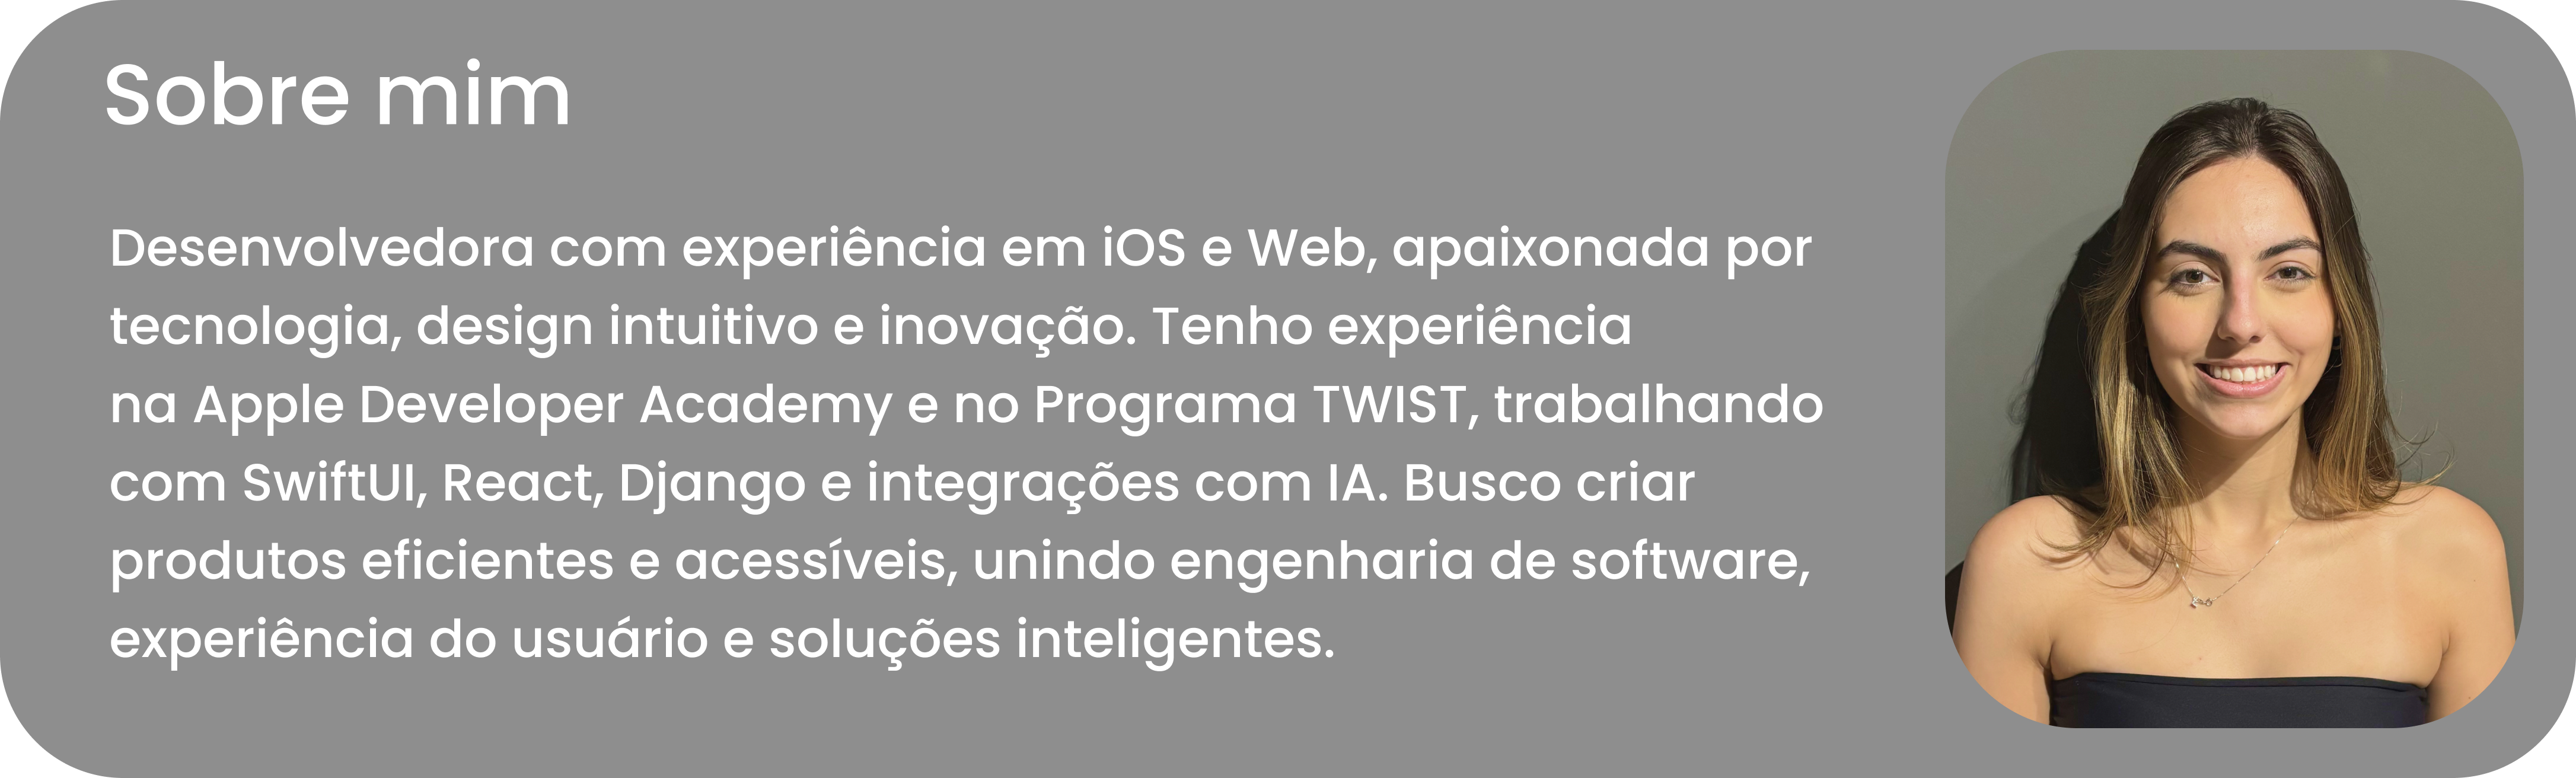 Sobre mim
Desenvolvedora com experiência em iOS e Web, apaixonada por
tecnologia, design intuitivo e inovação. Tenho experiência
na Apple Developer Academy e no Programa TWIST, trabalhando
com SwiftUI, React, Django e integrações com IA. Busco criar
produtos eficientes e acessíveis, unindo engenharia de software,
experiência do usuário e soluções inteligentes.